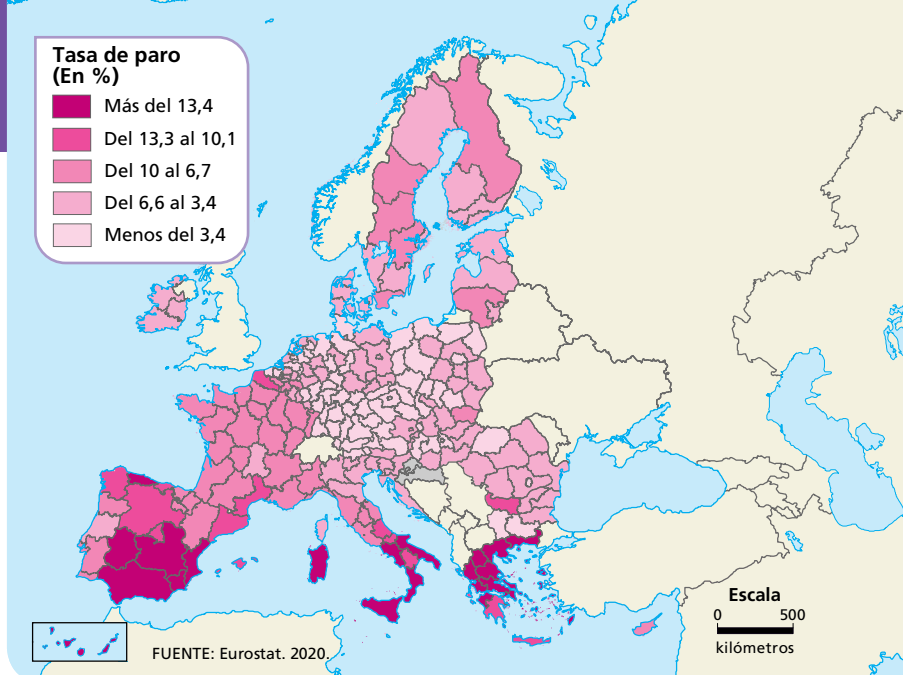 Tasa de paro
(En %)
Más del 13,4
Del 13,3 al 10,1
Del 10 al 6,7
Del 6,6 al 3,4
Menos del 3,4
Escala
0 500
kilómetros
FUENTE: Eurostat. 2020.